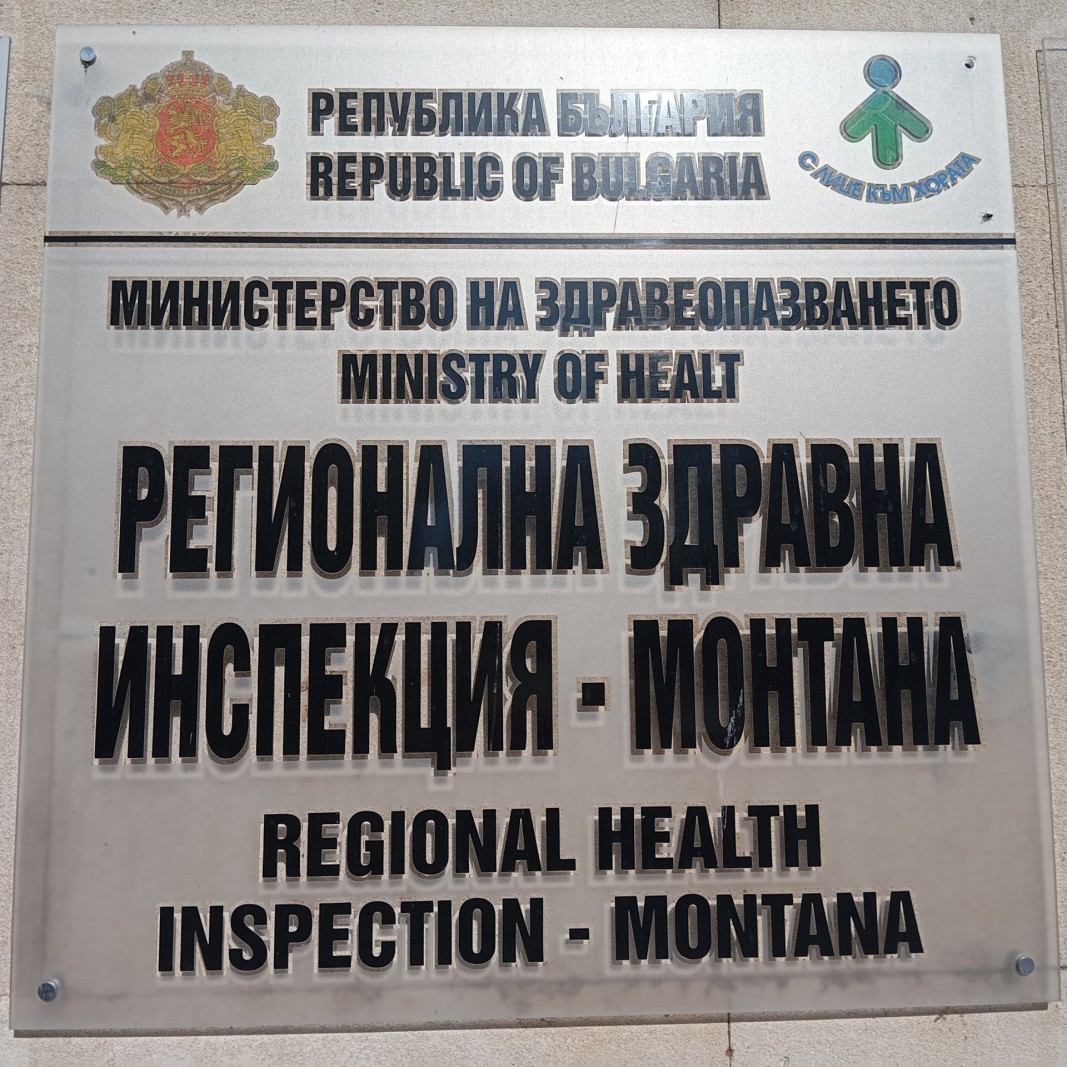 РЕПУБЛИКА БЪЛГАРИЯ
REPUBLIC OF BULGARIA
С ЛИЦЕ КЪМ ХОРАТА
МИНИСТЕРСТВО НА ЗДРАВЕОПАЗВАНЕТО
MINISTRY OF HEALT
РЕГИОНАЛНА ЗДРАВНА
ИНСПЕКЦИЯ - МОНТАНА
REGIONAL HEALTH
INSPECTION - MONTANA